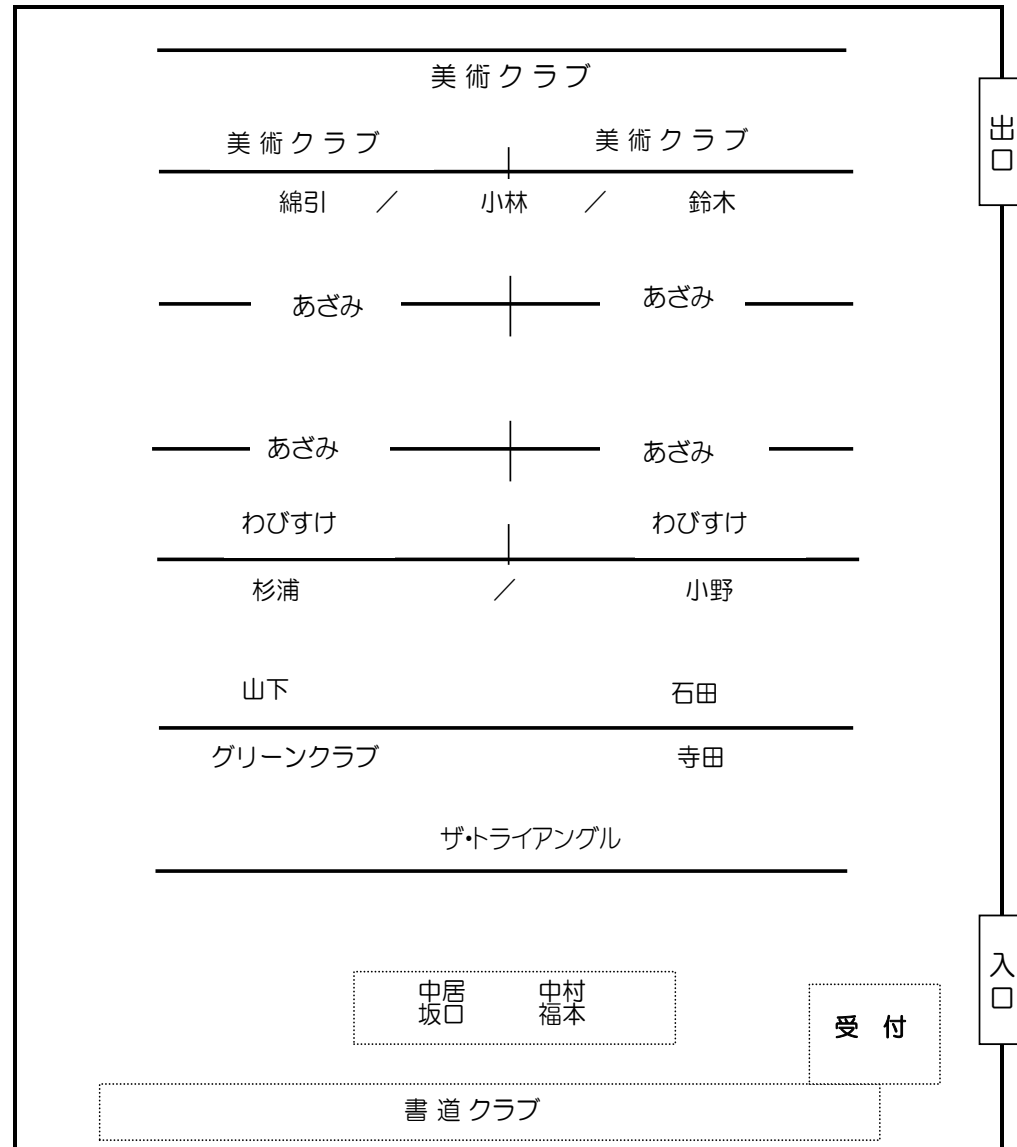 美術クラブ
美術クラブ 美術クラブ
出口
綿引 ／ 小林 ／ 鈴木
あざみ あざみ
あざみ あざみ
わびすけ わびすけ
杉浦 ／ 小野
山下 石田
グリーンクラブ 寺田
ザ・トライアングル
入口
中居 中村
坂口 福本
受付
書道クラブ